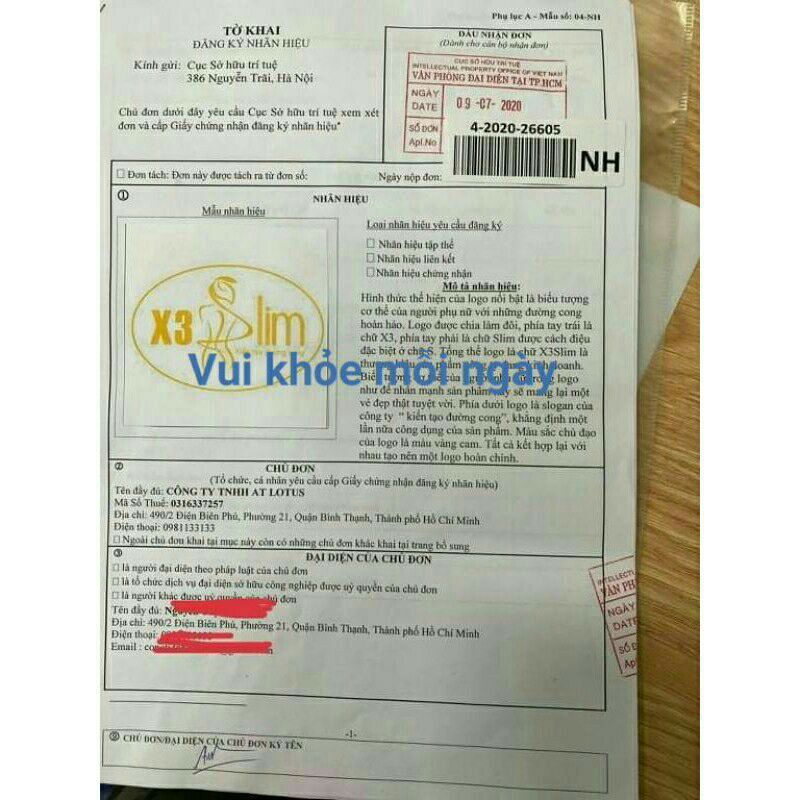 Phụ lục A - Mẫu số: 04-NH
TỜ KHAI
ĐĂNG KÝ NHÃN HIỆU
Kính gửi: Cục Sở hữu trí tuệ
386 Nguyễn Trãi, Hà Nội
Chủ đơn dưới đây yêu cầu Cục Sở hữu trí tuệ xem xét
đơn và cấp Giấy chứng nhận đăng ký nhãn hiệu*
DẤU NHẬN ĐƠN
(Dành cho cán bộ nhận đơn)
CỤC SỞ HỮU TRÍ TUỆ
INTELLECTUAL PROPERTY OFFICE OF VIET NAM
VĂN PHÒNG ĐẠI DIỆN TẠI TP.HCM
NGÀY
DATE
09 -07- 2020
SỐ ĐƠN
Apl.No
4-2020-26605
NH
Đơn tách: Đơn này được tách ra từ đơn số:
Ngày nộp đơn:
① NHÃN HIỆU
Mẫu nhãn hiệu
X3 Slim
Loại nhãn hiệu yêu cầu đăng ký
Nhãn hiệu tập thể
Nhãn hiệu liên kết
Nhãn hiệu chứng nhận
Mô tả nhãn hiệu:
Hình thức thể hiện của logo nổi bật là biểu tượng
cơ thể của người phụ nữ với những đường cong
hoàn hảo. Logo được chia làm đôi, phía tay trái là
chữ X3, phía tay phải là chữ Slim được cách điệu
đặc biệt ở chữ S. Tổng thể logo là chữ X3Slim là
Vui khỏe mỗi ngày
như để nhấn mạnh sản phẩm này sẽ mang lại một
vẻ đẹp thật tuyệt vời. Phía dưới logo là slogan của
công ty " kiến tạo đường cong", khẳng định một
lần nữa công dụng của sản phẩm. Màu sắc chủ đạo
của logo là màu vàng cam. Tất cả kết hợp lại với
nhau tạo nên một logo hoàn chỉnh.
② CHỦ ĐƠN
(Tổ chức, cá nhân yêu cầu cấp Giấy chứng nhận đăng ký nhãn hiệu)
Tên đầy đủ: CÔNG TY TNHH AT LOTUS
Mã Số Thuế: 0316337257
Địa chỉ: 490/2 Điện Biên Phủ, Phường 21, Quận Bình Thạnh, Thành phố Hồ Chí Minh
Điện thoại: 0981133133
Ngoài chủ đơn khai tại mục này còn có những chủ đơn khác khai tại trang bổ sung
③ ĐẠI DIỆN CỦA CHỦ ĐƠN
là người đại diện theo pháp luật của chủ đơn
là tổ chức dịch vụ đại diện sở hữu công nghiệp được uỷ quyền của chủ đơn
là người khác được uỷ quyền của chủ đơn
Tên đầy đủ:
Địa chỉ: 490/2 Điện Biên Phủ, Phường 21, Quận Bình Thạnh, Thành phố Hồ Chí Minh
Điện thoại:
Email :
INTELLECTU
VĂN PHÒN
NGÀY
DATE
SỐ Đ
Ap
-1-
CHỦ ĐƠN/ĐẠI DIỆN CỦA CHỦ ĐƠN KÝ TÊN